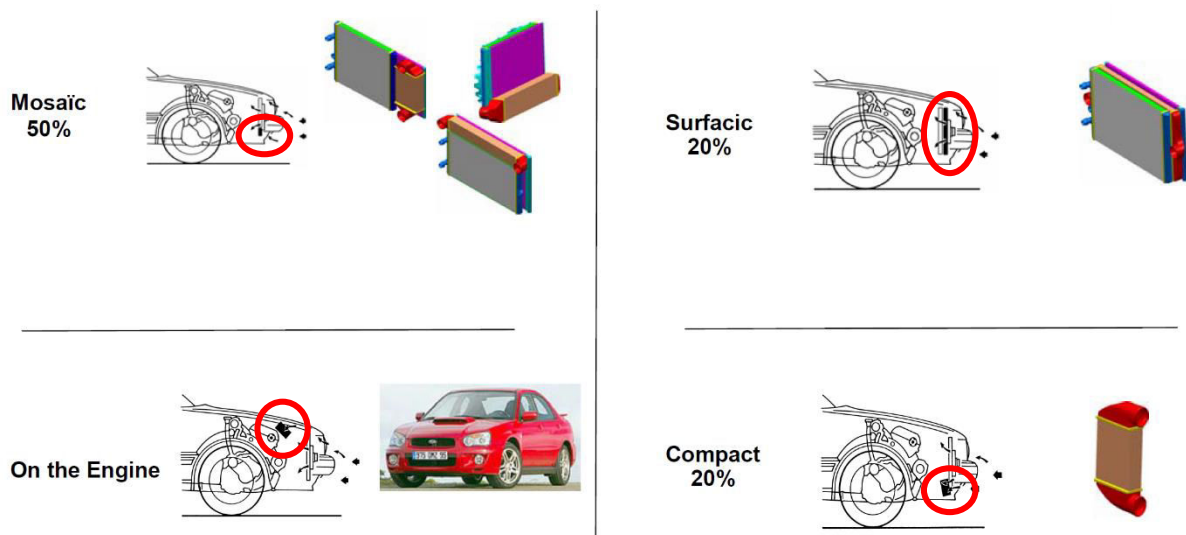 Mosaïc
50%
Surfacic
20%
On the Engine
Compact
20%